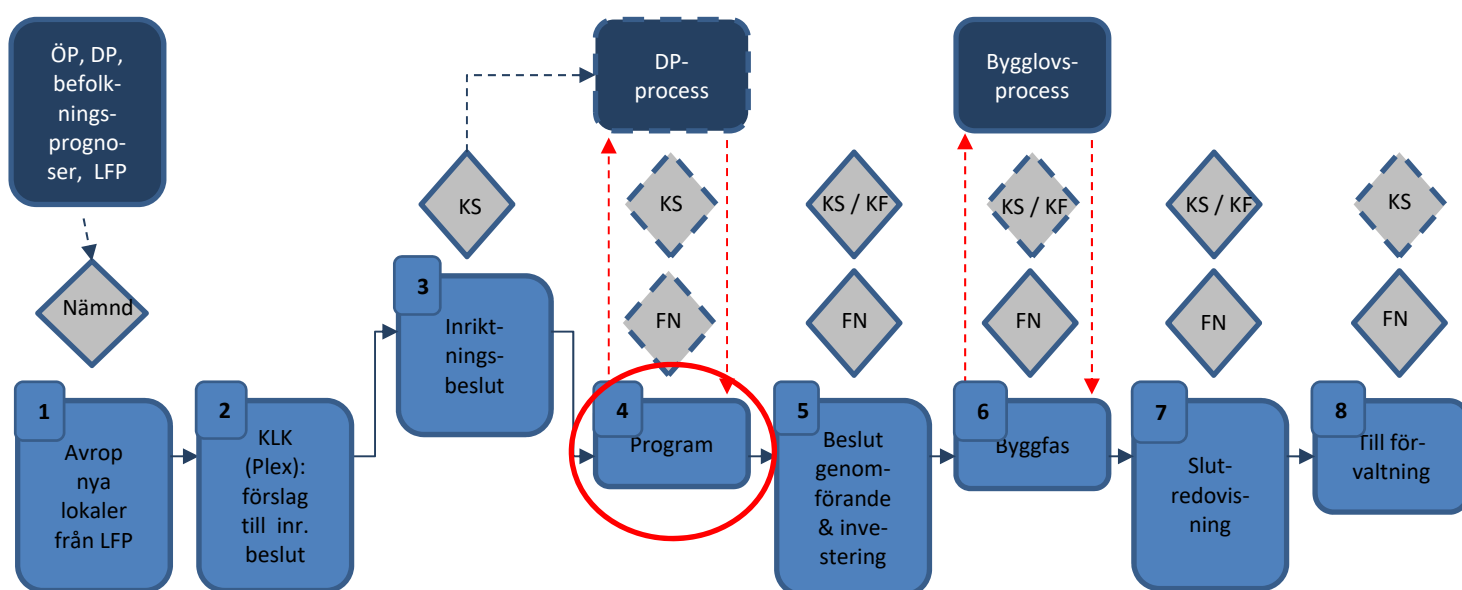 ÖP, DP,
befolk-
nings-
progno-
ser, LFP
DP-
process
Bygglovs-
process
KS
KS
KS / KF
KS / KF
KS / KF
KS
Nämnd
FN
FN
FN
FN
FN
1
Avrop
nya
lokaler
från LFP
2
KLK
(Plex):
förslag
till inr.
beslut
3
Inrikt-
nings-
beslut
4
Program
5
Beslut
genom-
förande
& inve-
stering
6
Byggfas
7
Slut-
redovis-
ning
8
Till för-
valtning